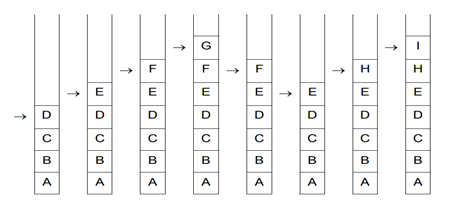 G I
F F F H H
E E E E E E E
D D D D D D D D
C C C C C C C C
B B B B B B B B
A A A A A A A A